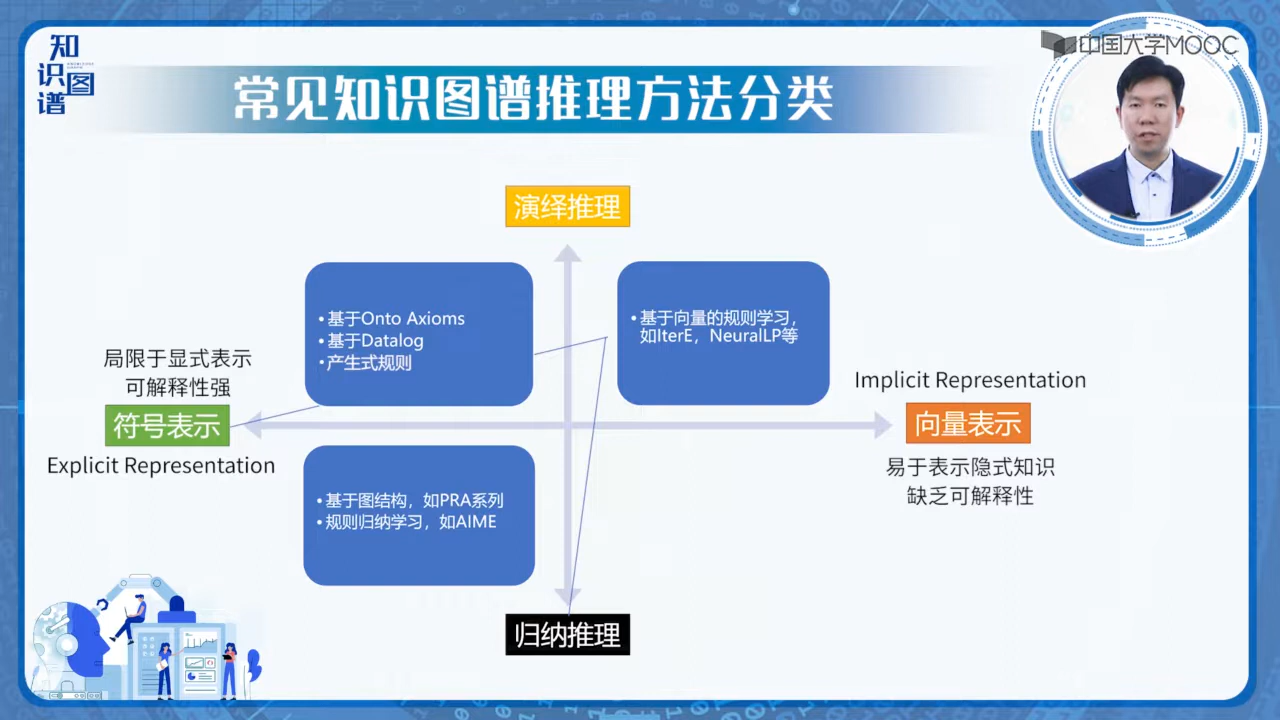 知识图谱
中国大学MOOC
常见知识图谱推理方法分类
演绎推理
• 基于Onto Axioms
• 基于Datalog
• 产生式规则
• 基于向量的规则学习,
如IterE，NeuralLP等
局限于显式表示
可解释性强
符号表示
Explicit Representation
Implicit Representation
向量表示
易于表示隐式知识
缺乏可解释性
• 基于图结构，如PRA系列
• 规则归纳学习，如AIME
归纳推理